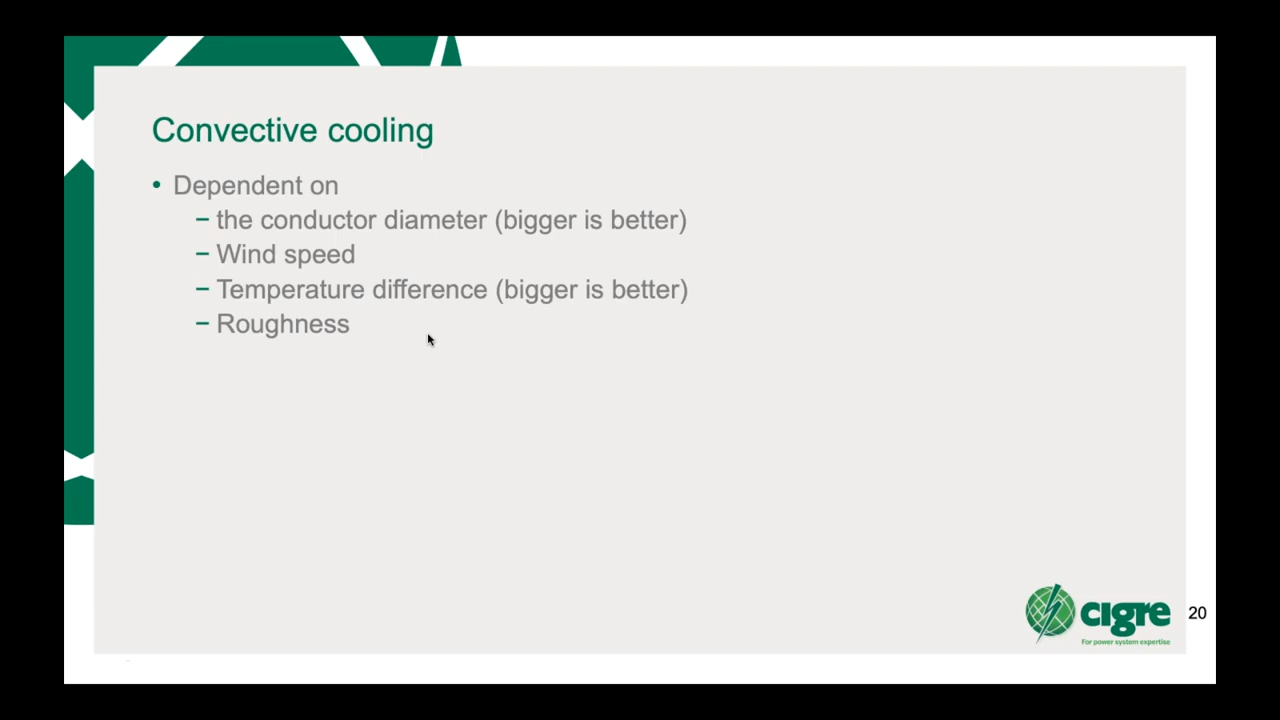 Convective cooling
• Dependent on
– the conductor diameter (bigger is better)
– Wind speed
– Temperature difference (bigger is better)
– Roughness
cigre
For power system expertise
20